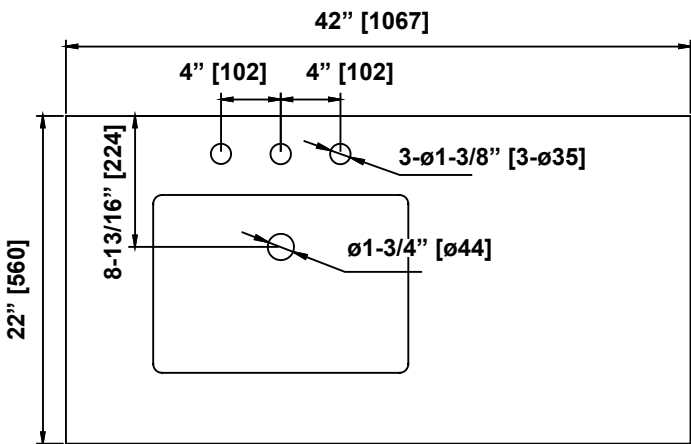 42” [1067]
4” [102]
4” [102]
3-ø1-3/8” [3-ø35]
8-13/16” [224]
ø1-3/4” [ø44]
22” [560]